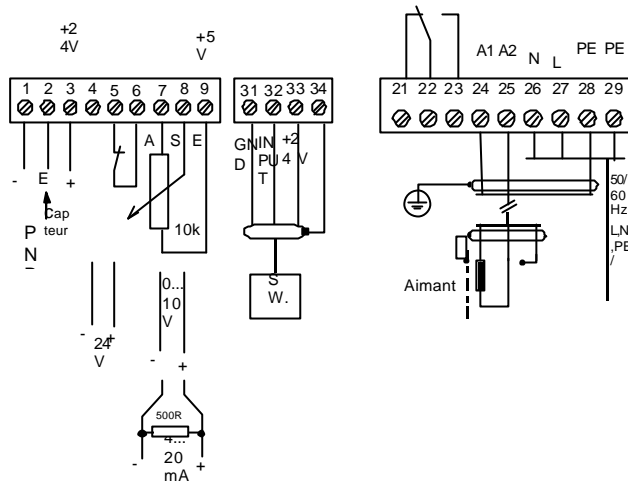 +2
4V
+5
V
1 2 3 4 5 6 7 8 9
31 32 33 34
A1 A2 N L PE PE
21 22 23 24 25 26 27 28 29
- E +
Cap
teur
P
N
A S E
10k
GN
D
IN
PU
T
+2
4 V
S
W.
- +
24
V
0...
10
V
- +
500R
4...
20
mA
- +
Aimant
50/
60
Hz
L,N
,PE
/